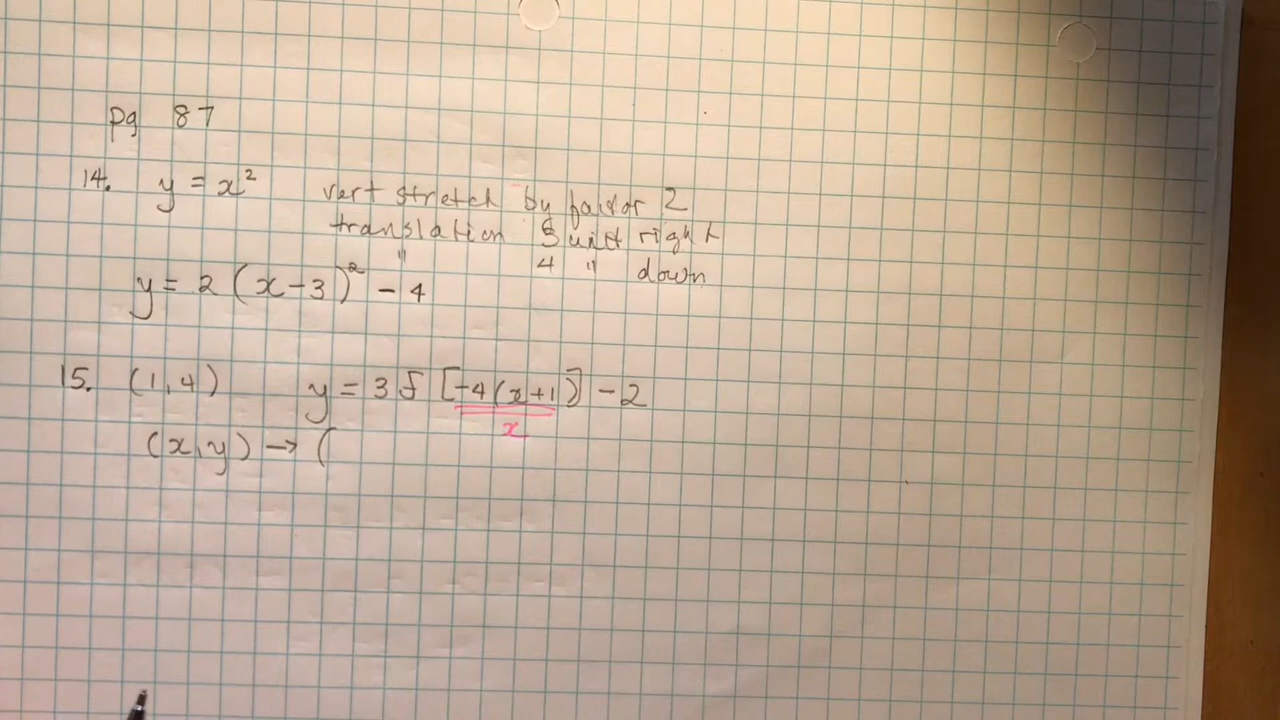 pg 87
14. y = x² vert stretch by factor 2
translation 3 unit right
" 4 " down
y = 2 (x-3)² - 4
15. (1,4) y = 3f [-4(x+1)] - 2
x
(x,y) → (